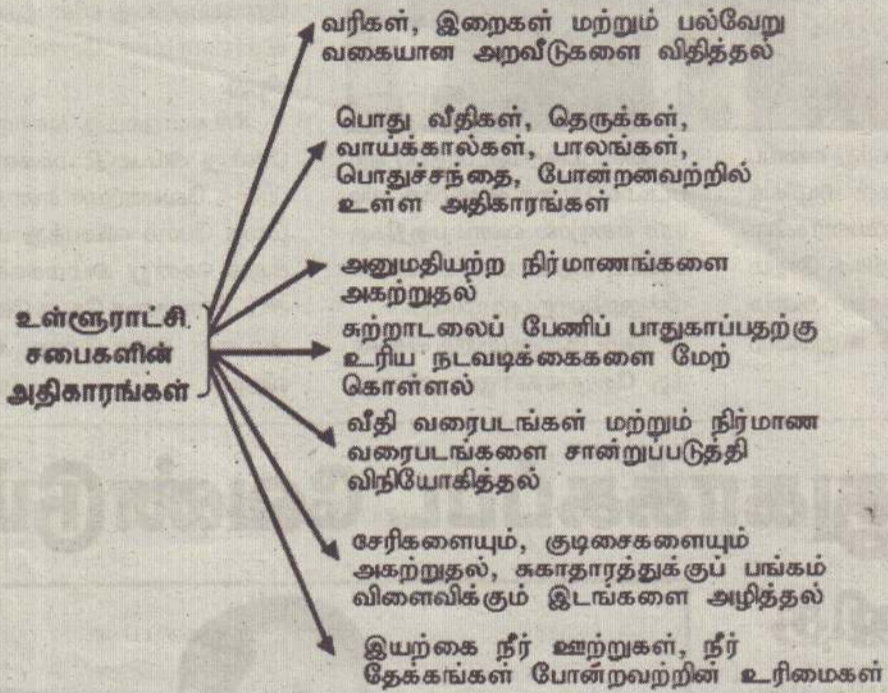 வரிகள், இறைகள் மற்றும் பல்வேறு
வகையான அறவீடுகளை விதித்தல்
பொது வீதிகள், தெருக்கள்,
வாய்க்கால்கள், பாலங்கள்,
பொதுச்சந்தை, போன்றனவற்றில்
உள்ள அதிகாரங்கள்
அனுமதியற்ற நிர்மாணங்களை
அகற்றுதல்
உள்ளூராட்சி
சபைகளின்
அதிகாரங்கள்
சுற்றாடலைப் பேணிப் பாதுகாப்பதற்கு
உரிய நடவடிக்கைகளை மேற்
கொள்ளல்
வீதி வரைபடங்கள் மற்றும் நிர்மாண
வரைபடங்களை சான்றுப்படுத்தி
விநியோகித்தல்
சேரிகளையும், குடிசைகளையும்
அகற்றுதல், சுகாதாரத்துக்குப் பங்கம்
விளைவிக்கும் இடங்களை அழித்தல்
இயற்கை நீர் ஊற்றுகள், நீர்
தேக்கங்கள் போன்றவற்றின் உரிமைகள்